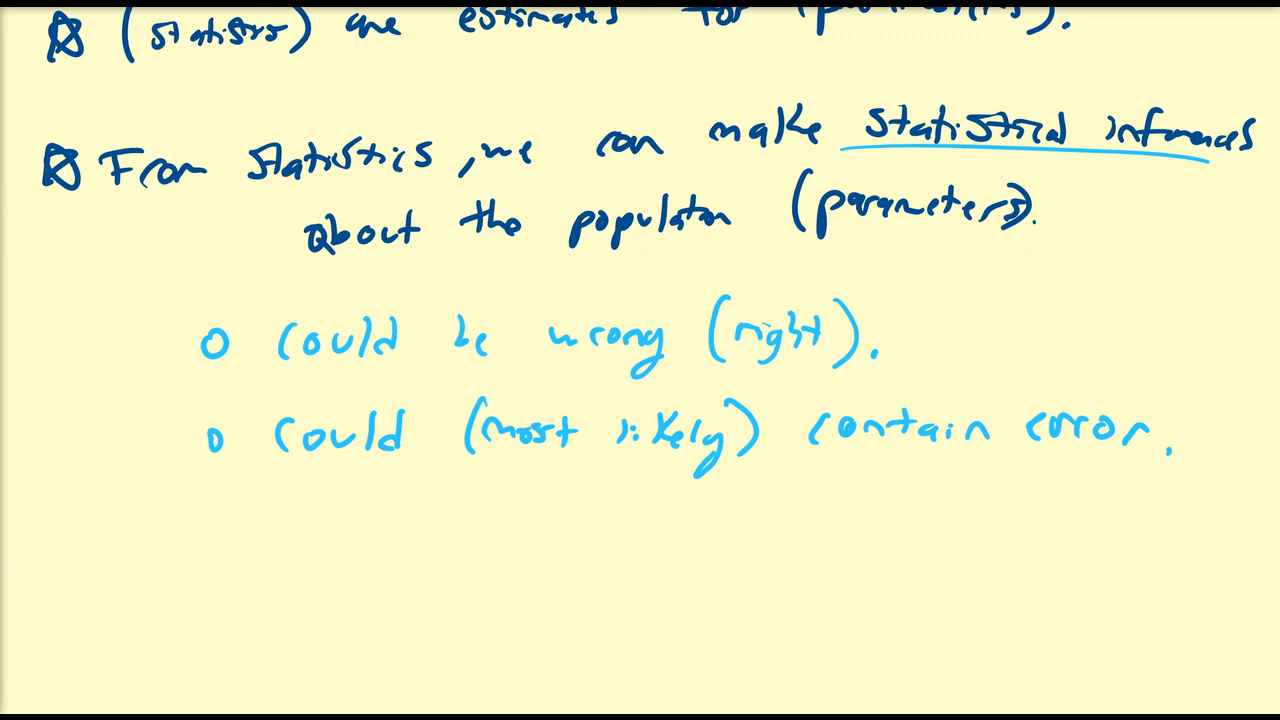 ☆ (statistics) are estimates for (parameters).
☆ From statistics, we can make statistical inferences
about the population (parameters).
o could be wrong (right).
o could (most likely) contain error.